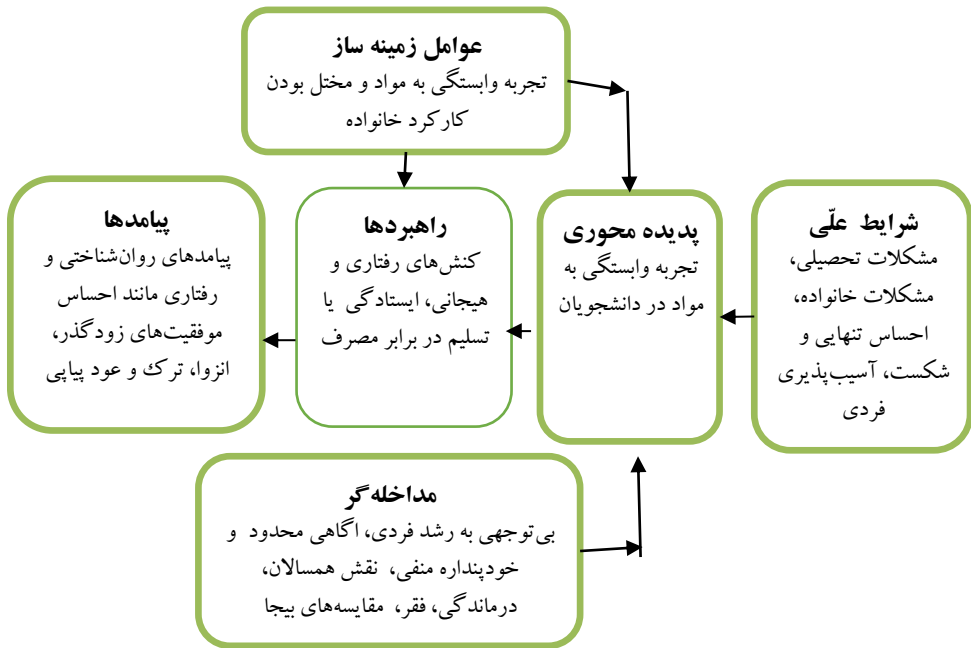 عوامل زمینه ساز
تجربه وابستگی به مواد و مختل بودن
کارکرد خانواده
شرایط علّی
مشکلات تحصیلی،
مشکلات خانواده،
احساس تنهایی و
شکست، آسیب‌پذیری
فردی
پدیده محوری
تجربه وابستگی به
مواد در دانشجویان
راهبردها
کنش‌های رفتاری و
هیجانی، ایستادگی یا
تسلیم در برابر مصرف
پیامدها
پیامدهای روان‌شناختی و
رفتاری مانند احساس
موفقیت‌های زودگذر،
انزوا، ترک و عود پیاپی
مداخله‌گر
بی‌توجهی به رشد فردی، اگاهی محدود و
خودپنداره منفی، نقش همسالان،
درماندگی، فقر، مقایسه‌های بیجا